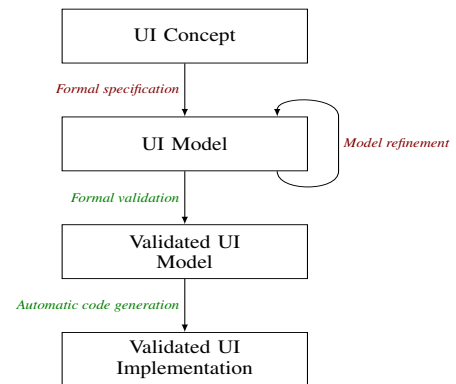 UI Concept
Formal specification
UI Model
Model refinement
Formal validation
Validated UI
Model
Automatic code generation
Validated UI
Implementation